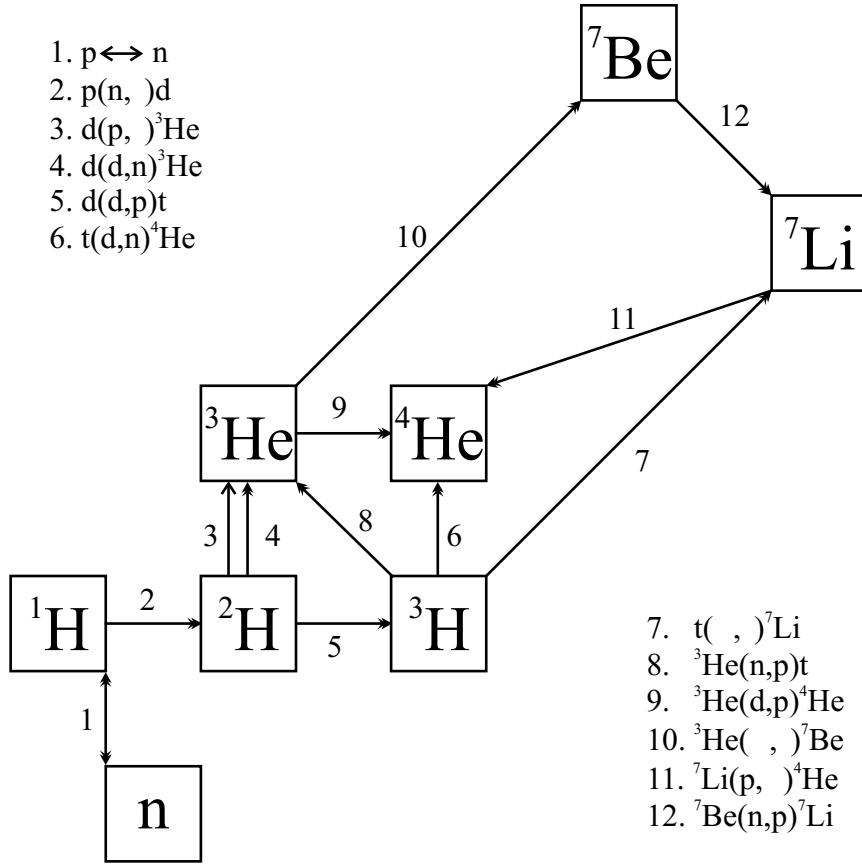 1. p↔n
2. p(n, )d
3. d(p, )³He
4. d(d,n)³He
5. d(d,p)t
6. t(d,n)⁴He
⁷Be
12
⁷Li
10
11
³He
9
⁴He
7
3
4
8
6
¹H
2
²H
5
³H
1
n
7. t( , )⁷Li
8. ³He(n,p)t
9. ³He(d,p)⁴He
10. ³He( , )⁷Be
11. ⁷Li(p, )⁴He
12. ⁷Be(n,p)⁷Li